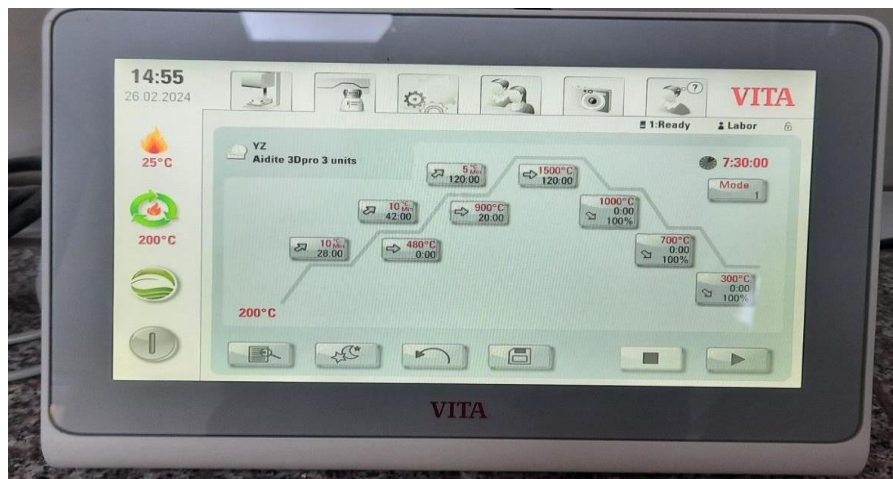 14:55
26.02.2024
VITA
1:Ready
Labor
25°C
200°C
YZ
Aidite 3Dpro 3 units
7:30:00
Mode
1
5 °C/Min
120:00
1500°C
120:00
10 °C/Min
42:00
900°C
20:00
1000°C
0:00
100%
10 °C/Min
28:00
480°C
0:00
700°C
0:00
100%
300°C
0:00
100%
200°C
VITA